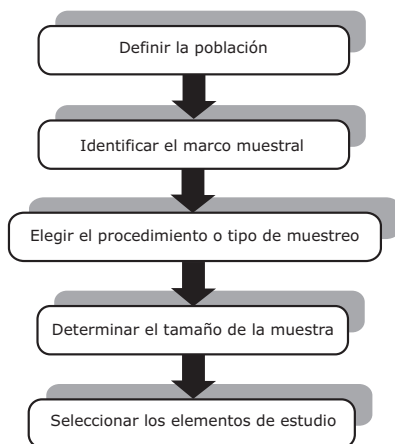 Definir la población
Identificar el marco muestral
Elegir el procedimiento o tipo de muestreo
Determinar el tamaño de la muestra
Seleccionar los elementos de estudio